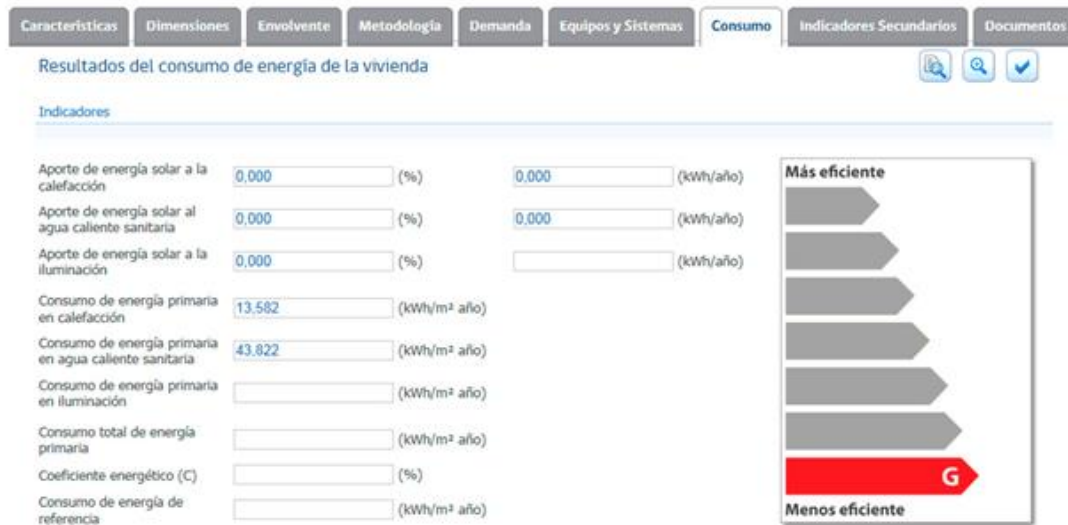 Características Dimensiones Envolvente Metodología Demanda Equipos y Sistemas Consumo Indicadores Secundarios Documentos
Resultados del consumo de energía de la vivienda
Indicadores
Aporte de energía solar a la
calefacción
0,000 (%) 0,000 (kWh/año)
Aporte de energía solar al
agua caliente sanitaria
0,000 (%) 0,000 (kWh/año)
Aporte de energía solar a la
iluminación
0,000 (%) (kWh/año)
Consumo de energía primaria
en calefacción
13,582 (kWh/m² año)
Consumo de energía primaria
en agua caliente sanitaria
43,822 (kWh/m² año)
Consumo de energía primaria
en iluminación
(kWh/m² año)
Consumo total de energía
primaria
(kWh/m² año)
Coeficiente energético (C) (%)
Consumo de energía de
referencia
(kWh/m² año)
Más eficiente
G
Menos eficiente